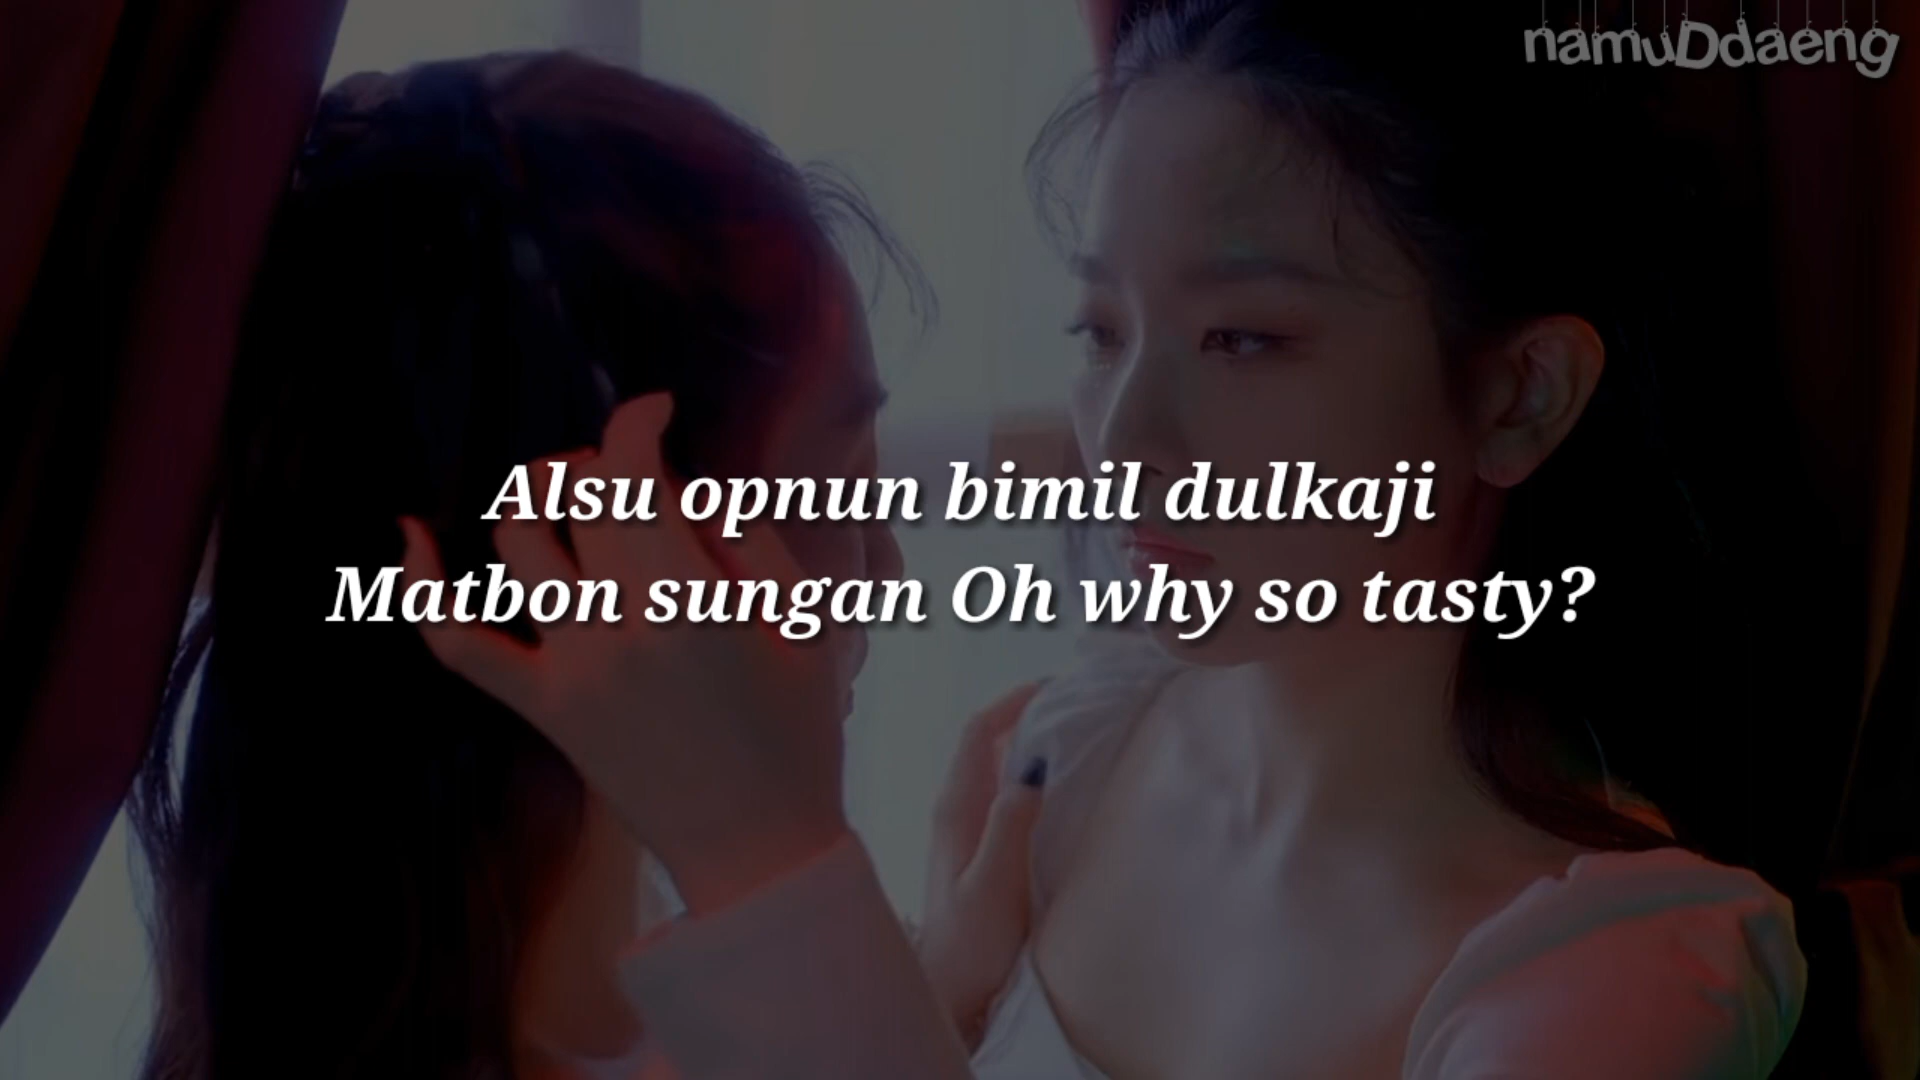 namuDdaeng
Alsu opnun bimil dulkaji
Matbon sungan Oh why so tasty?